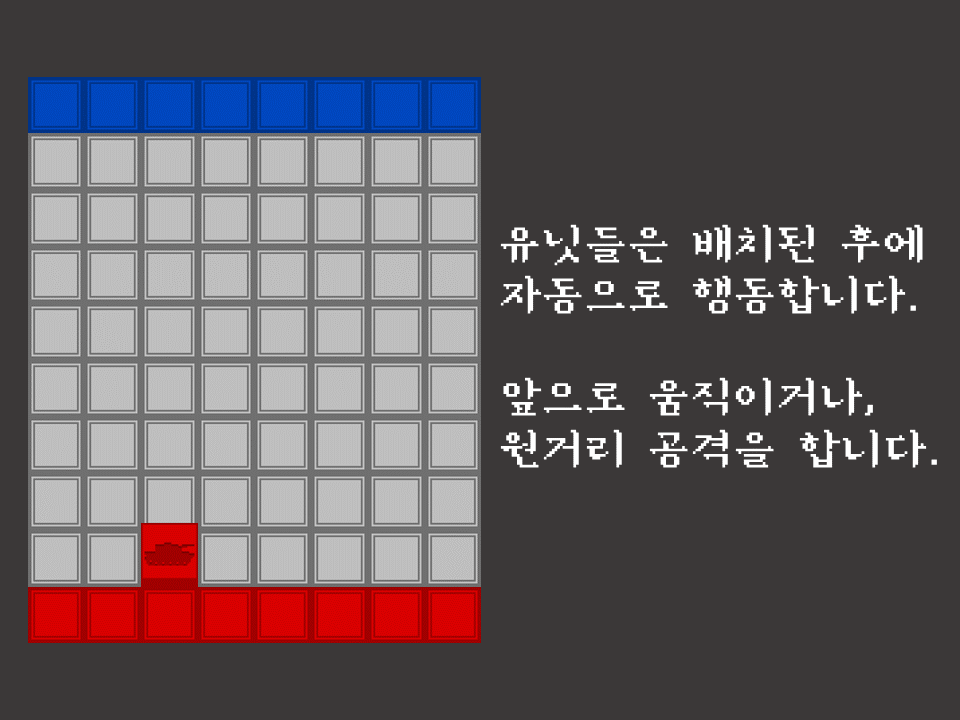 유닛들은 배치된 후에
자동으로 행동합니다.
앞으로 움직이거나,
원거리 공격을 합니다.